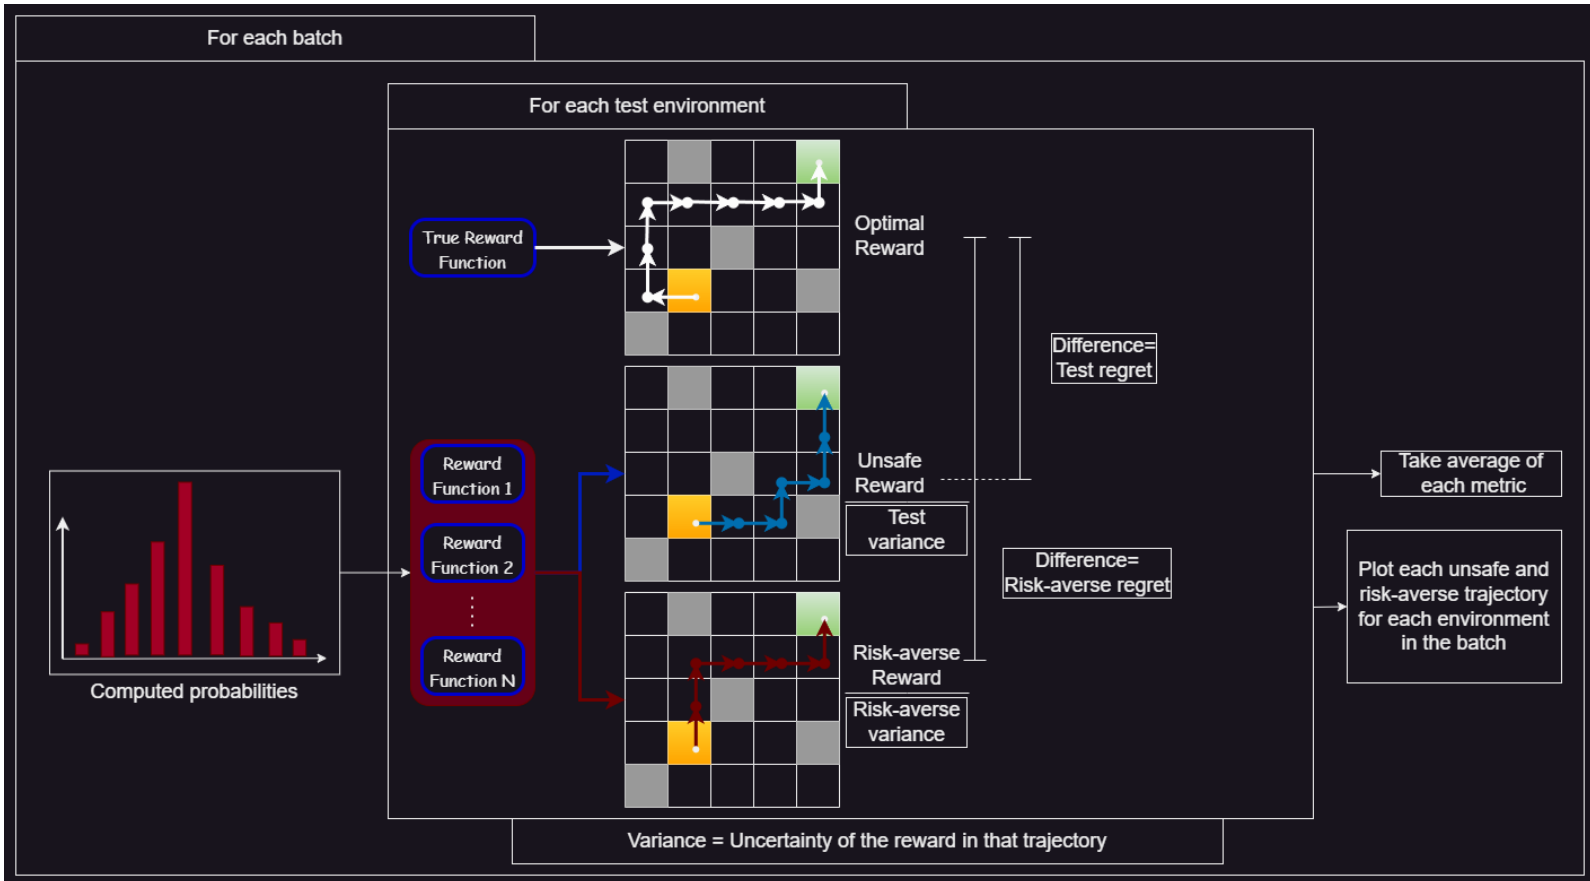 For each batch
For each test environment
True Reward
Function
Optimal
Reward
Difference=
Test regret
Reward
Function 1
Reward
Function 2
Reward
Function N
Computed probabilities
Unsafe
Reward
Test
variance
Difference=
Risk-averse regret
Risk-averse
Reward
Risk-averse
variance
Take average of
each metric
Plot each unsafe and
risk-averse trajectory
for each environment
in the batch
Variance = Uncertainty of the reward in that trajectory